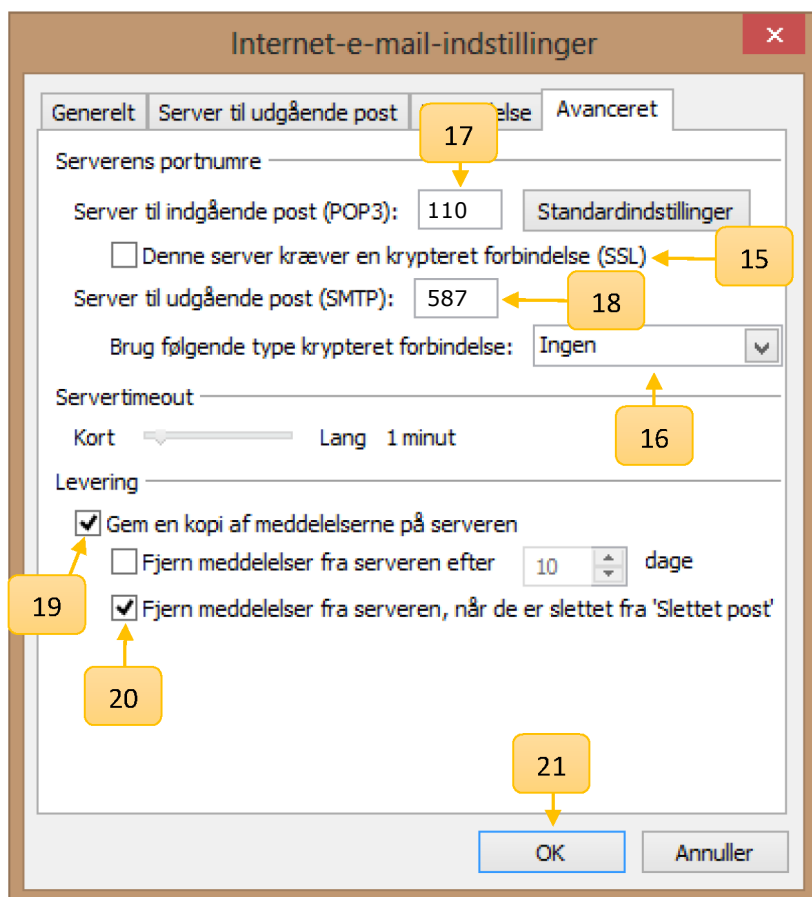 Internet-e-mail-indstillinger
Generelt Server til udgående post else Avanceret
17
Serverens portnumre
Server til indgående post (POP3): 110 Standardindstillinger
Denne server kræver en krypteret forbindelse (SSL) 15
Server til udgående post (SMTP): 587 18
Brug følgende type krypteret forbindelse: Ingen
Servertimeout
Kort Lang 1 minut 16
Levering
Gem en kopi af meddelelserne på serveren
Fjern meddelelser fra serveren efter 10 dage
19 Fjern meddelelser fra serveren, når de er slettet fra 'Slettet post'
20
21
OK Annuller